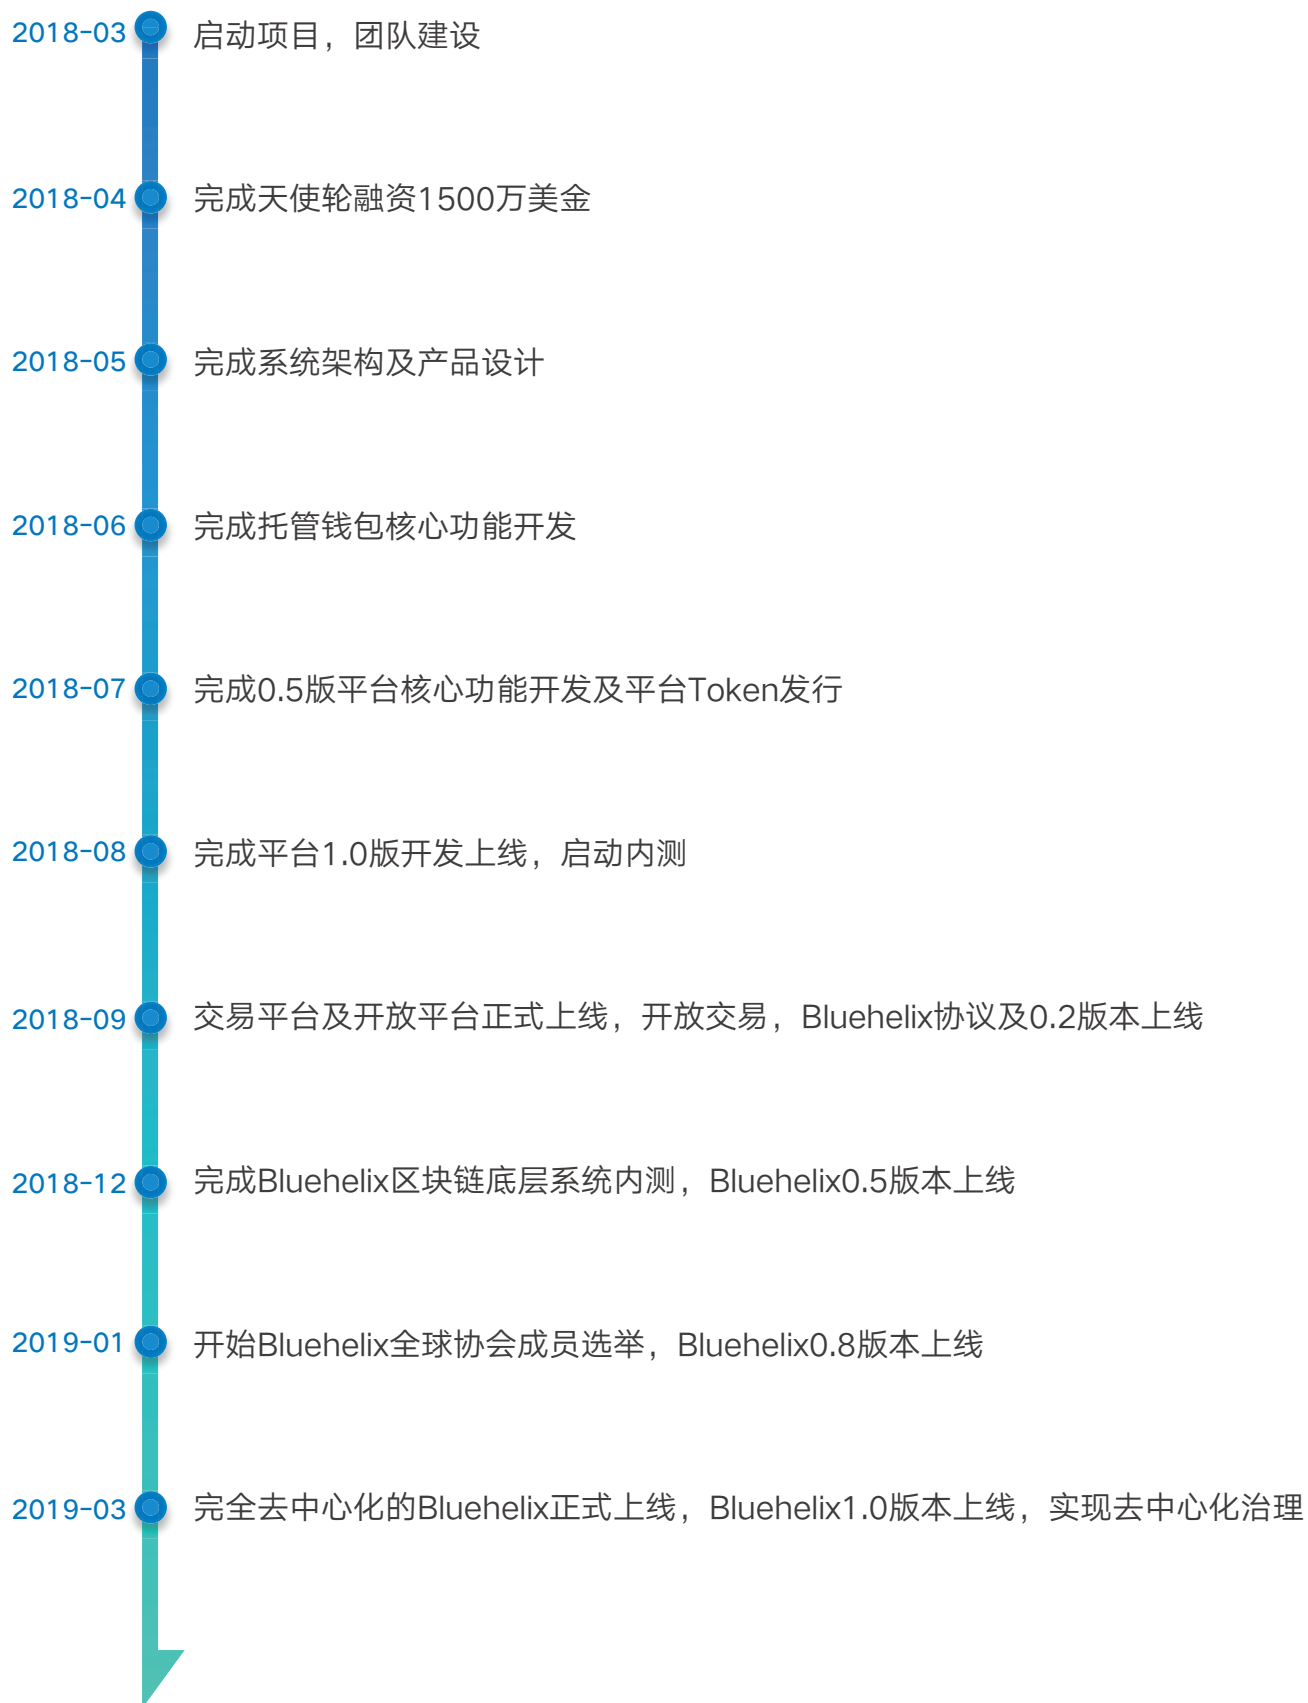 2018-03 启动项目，团队建设
2018-04 完成天使轮融资1500万美金
2018-05 完成系统架构及产品设计
2018-06 完成托管钱包核心功能开发
2018-07 完成0.5版平台核心功能开发及平台Token发行
2018-08 完成平台1.0版开发上线，启动内测
2018-09 交易平台及开放平台正式上线，开放交易，Bluehelix协议及0.2版本上线
2018-12 完成Bluehelix区块链底层系统内测，Bluehelix0.5版本上线
2019-01 开始Bluehelix全球协会成员选举，Bluehelix0.8版本上线
2019-03 完全去中心化的Bluehelix正式上线，Bluehelix1.0版本上线，实现去中心化治理